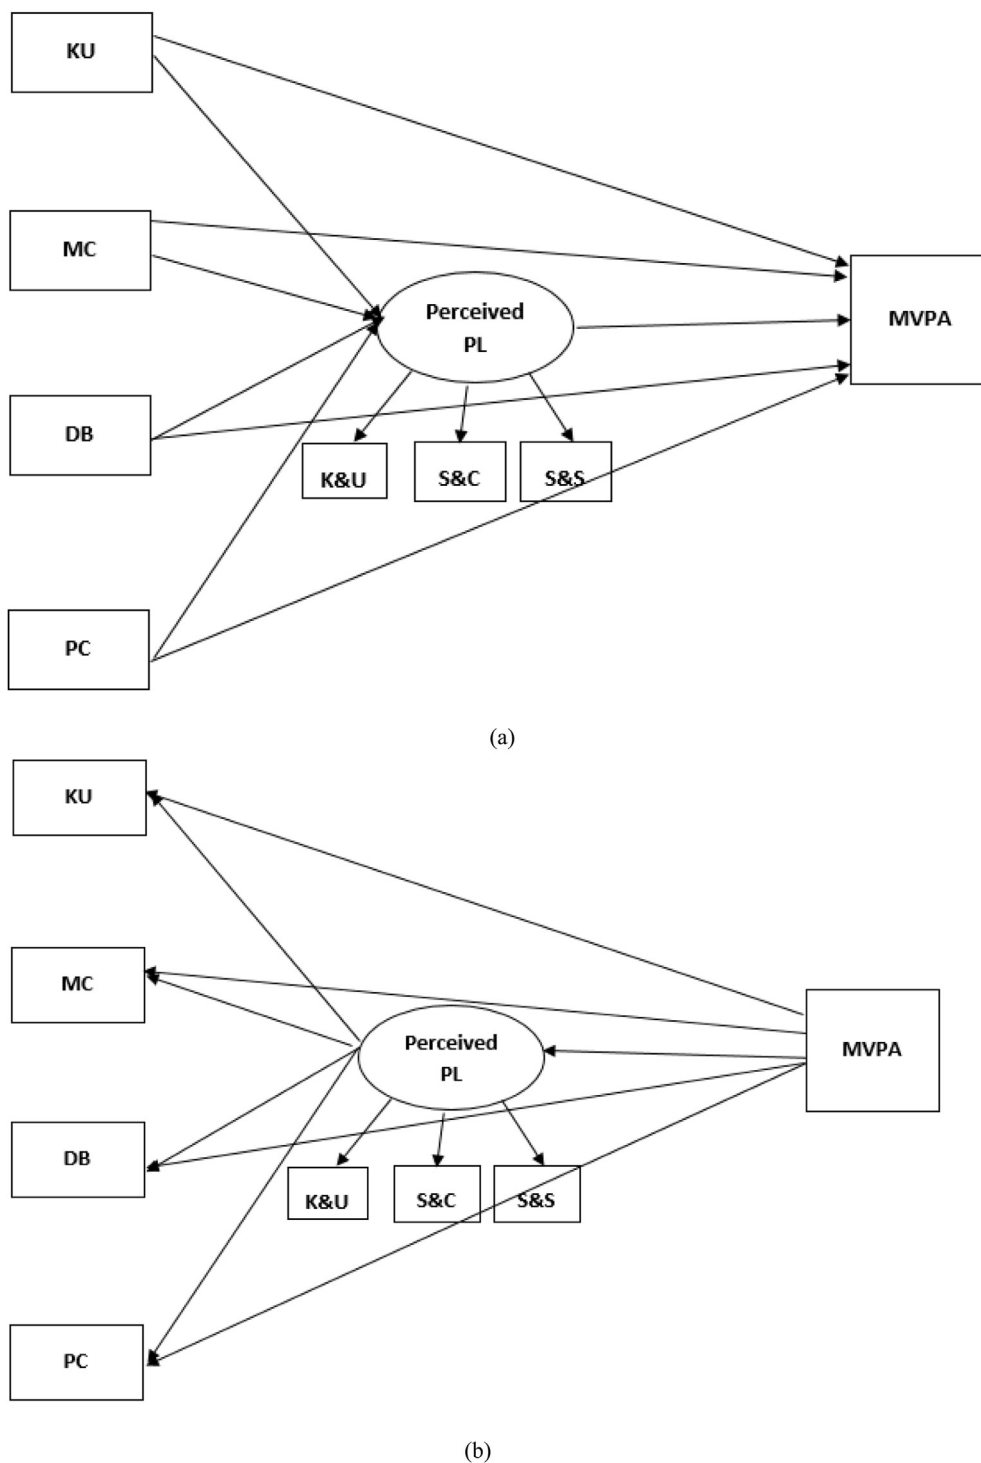 KU
MC
Perceived
PL
MVPA
DB
K&U
S&C
S&S
PC
(a)
KU
MC
Perceived
PL
MVPA
DB
K&U
S&C
S&S
PC
(b)